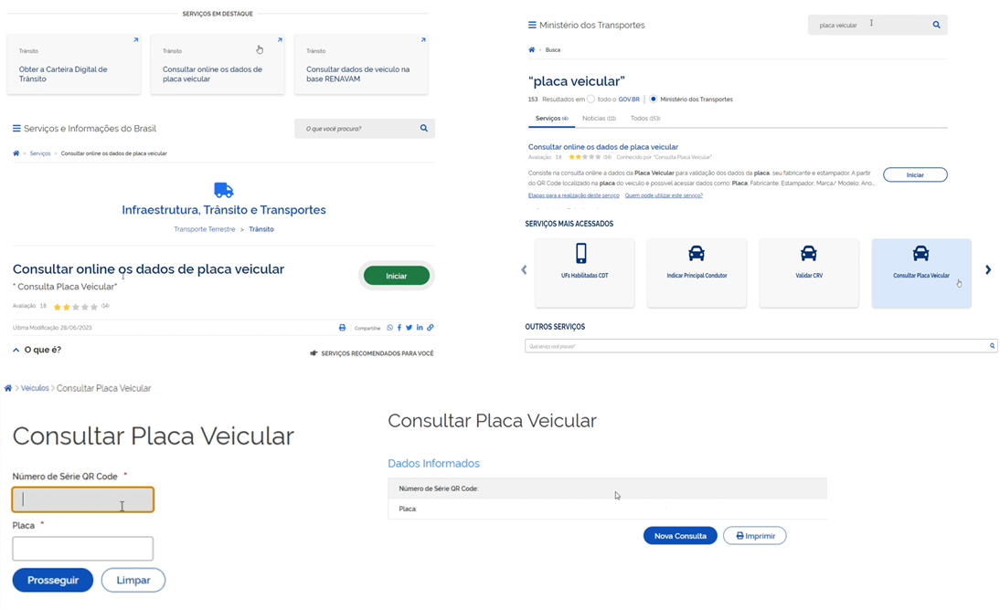 SERVIÇOS EM DESTAQUE
Trânsito
Obter a Carteira Digital de
Trânsito
Trânsito
Consultar online os dados de
placa veicular
Trânsito
Consultar dados de veículo na
base RENAVAM
Serviços e Informações do Brasil
O que você procura?
Serviços > Consultar online os dados de placa veicular
Infraestrutura, Trânsito e Transportes
Transporte Terrestre > Trânsito
Consultar online os dados de placa veicular
" Consulta Placa Veicular"
Iniciar
Avaliação: 1.8 (14)
Última Modificação: 28/06/2023
Compartilhe:
O que é?
SERVIÇOS RECOMENDADOS PARA VOCÊ
Ministério dos Transportes
placa veicular
Busca
“placa veicular”
153 Resultados em todo o GOV.BR | Ministério dos Transportes
Serviços (4) Notícias (111) Todos (153)
Consultar online os dados de placa veicular
Avaliação: 1.8 (14) Conhecido por "Consulta Placa Veicular"
Consiste na consulta online a dados da Placa Veicular para validação dos dados da placa, seu fabricante e estampador. A partir
do QR Code localizado na placa do veículo é possível acessar dados como: Placa; Fabricante; Estampador; Marca/ Modelo; Ano...
Iniciar
Etapas para a realização deste serviço Quem pode utilizar este serviço?
SERVIÇOS MAIS ACESSADOS
UFs Habilitadas CDT
Indicar Principal Condutor
Validar CRV
Consultar Placa Veicular
OUTROS SERVIÇOS
Qual serviço você procura?
> Veículos > Consultar Placa Veicular
Consultar Placa Veicular
Número de Série QR Code *
Placa *
Prosseguir Limpar
Consultar Placa Veicular
Dados Informados
Número de Série QR Code:
Placa:
Nova Consulta Imprimir